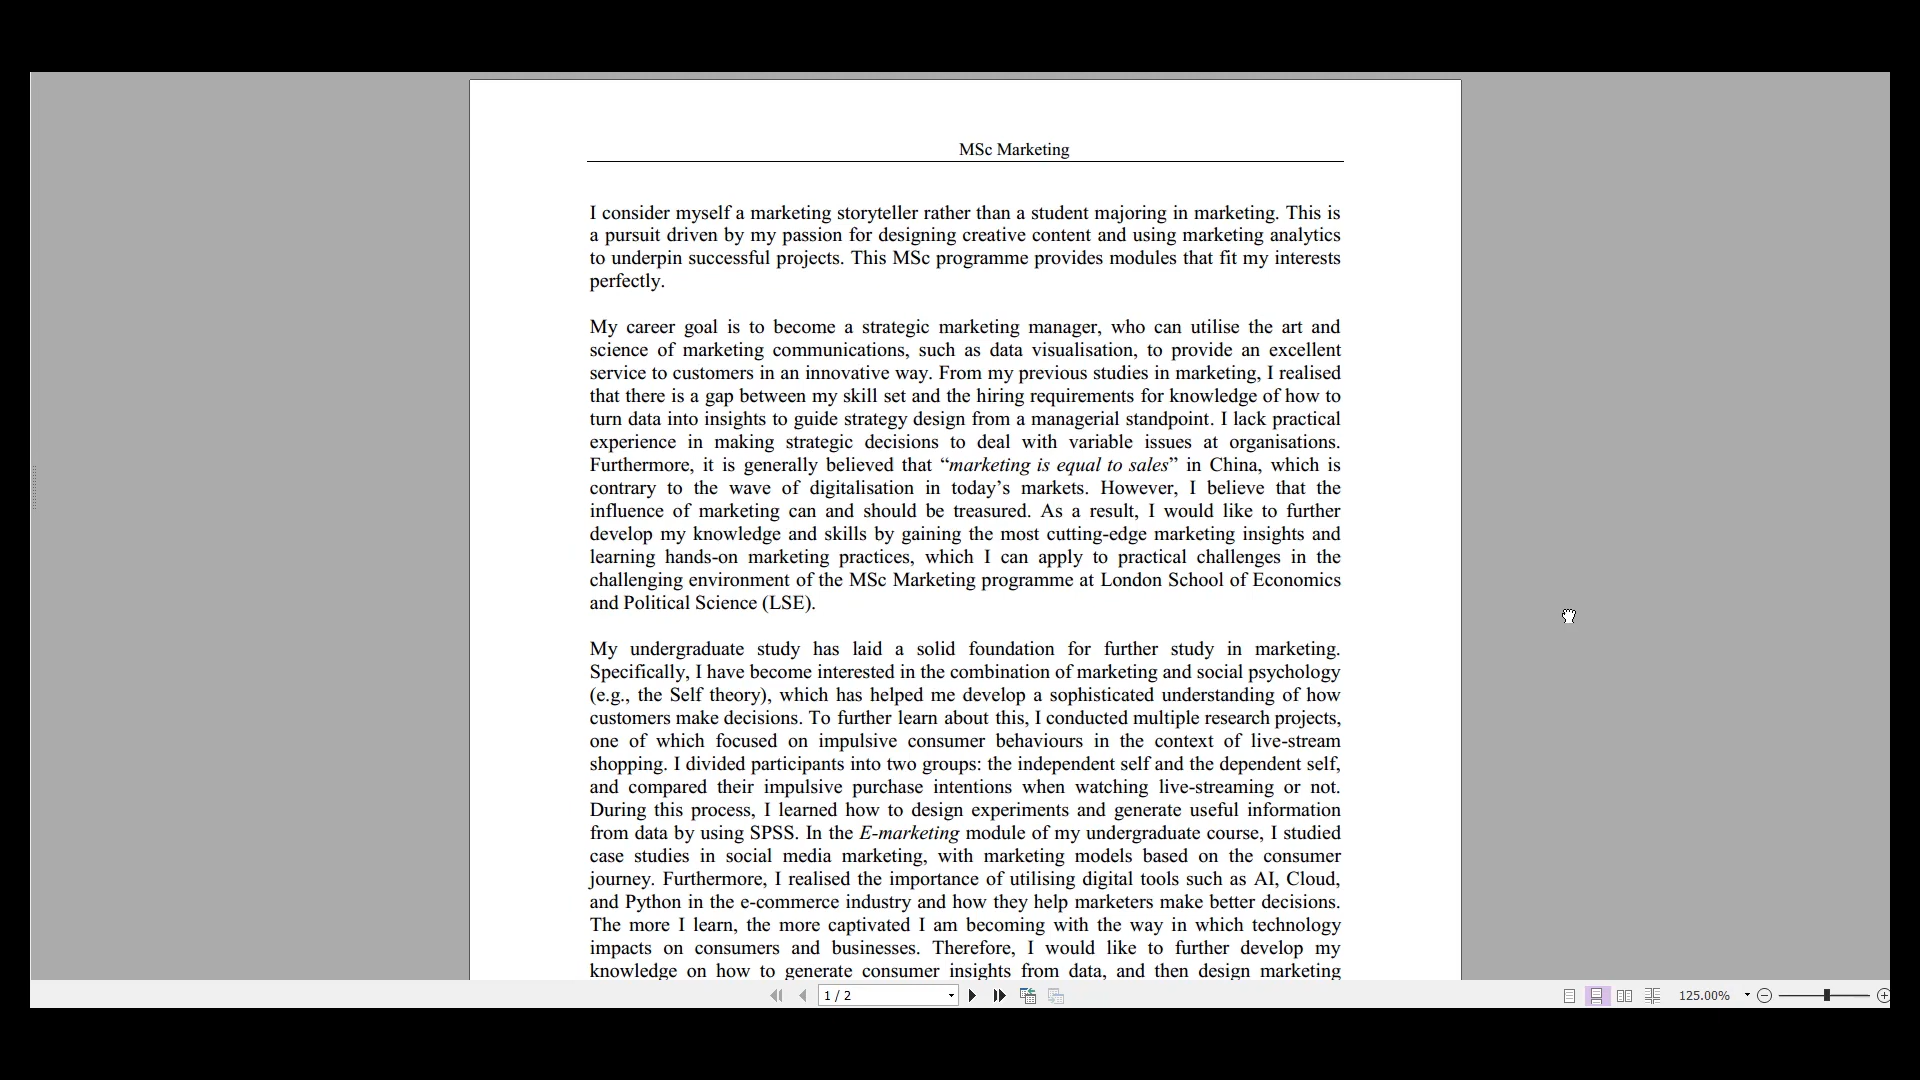 MSc Marketing
I consider myself a marketing storyteller rather than a student majoring in marketing. This is
a pursuit driven by my passion for designing creative content and using marketing analytics
to underpin successful projects. This MSc programme provides modules that fit my interests
perfectly.
My career goal is to become a strategic marketing manager, who can utilise the art and
science of marketing communications, such as data visualisation, to provide an excellent
service to customers in an innovative way. From my previous studies in marketing, I realised
that there is a gap between my skill set and the hiring requirements for knowledge of how to
turn data into insights to guide strategy design from a managerial standpoint. I lack practical
experience in making strategic decisions to deal with variable issues at organisations.
Furthermore, it is generally believed that “marketing is equal to sales” in China, which is
contrary to the wave of digitalisation in today’s markets. However, I believe that the
influence of marketing can and should be treasured. As a result, I would like to further
develop my knowledge and skills by gaining the most cutting-edge marketing insights and
learning hands-on marketing practices, which I can apply to practical challenges in the
challenging environment of the MSc Marketing programme at London School of Economics
and Political Science (LSE).
My undergraduate study has laid a solid foundation for further study in marketing.
Specifically, I have become interested in the combination of marketing and social psychology
(e.g., the Self theory), which has helped me develop a sophisticated understanding of how
customers make decisions. To further learn about this, I conducted multiple research projects,
one of which focused on impulsive consumer behaviours in the context of live-stream
shopping. I divided participants into two groups: the independent self and the dependent self,
and compared their impulsive purchase intentions when watching live-streaming or not.
During this process, I learned how to design experiments and generate useful information
from data by using SPSS. In the E-marketing module of my undergraduate course, I studied
case studies in social media marketing, with marketing models based on the consumer
journey. Furthermore, I realised the importance of utilising digital tools such as AI, Cloud,
and Python in the e-commerce industry and how they help marketers make better decisions.
The more I learn, the more captivated I am becoming with the way in which technology
impacts on consumers and businesses. Therefore, I would like to further develop my
knowledge on how to generate consumer insights from data, and then design marketing
1 / 2
125.00%